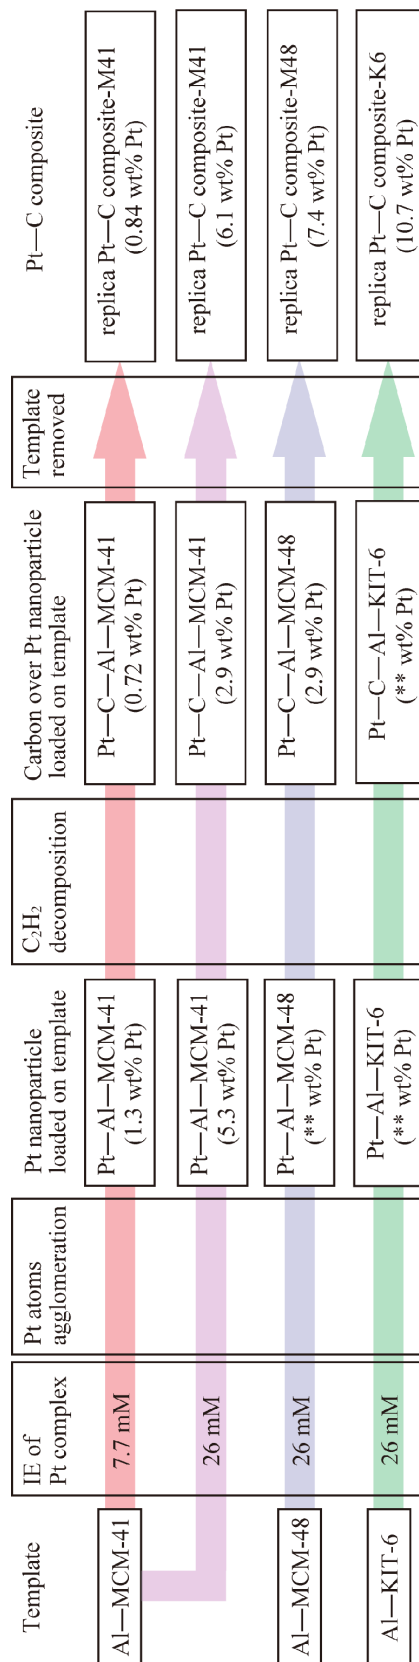 Template
IE of
Pt complex
Pt atoms
agglomeration
Pt nanoparticle
loaded on template
C₂H₂
decomposition
Carbon over Pt nanoparticle
loaded on template
Template
removed
Pt—C composite
Al—MCM-41
7.7 mM
Pt—Al—MCM-41
(1.3 wt% Pt)
Pt—C—Al—MCM-41
(0.72 wt% Pt)
replica Pt—C composite-M41
(0.84 wt% Pt)
26 mM
Pt—Al—MCM-41
(5.3 wt% Pt)
Pt—C—Al—MCM-41
(2.9 wt% Pt)
replica Pt—C composite-M41
(6.1 wt% Pt)
Al—MCM-48
26 mM
Pt—Al—MCM-48
(** wt% Pt)
Pt—C—Al—MCM-48
(2.9 wt% Pt)
replica Pt—C composite-M48
(7.4 wt% Pt)
Al—KIT-6
26 mM
Pt—Al—KIT-6
(** wt% Pt)
Pt—C—Al—KIT-6
(** wt% Pt)
replica Pt—C composite-K6
(10.7 wt% Pt)